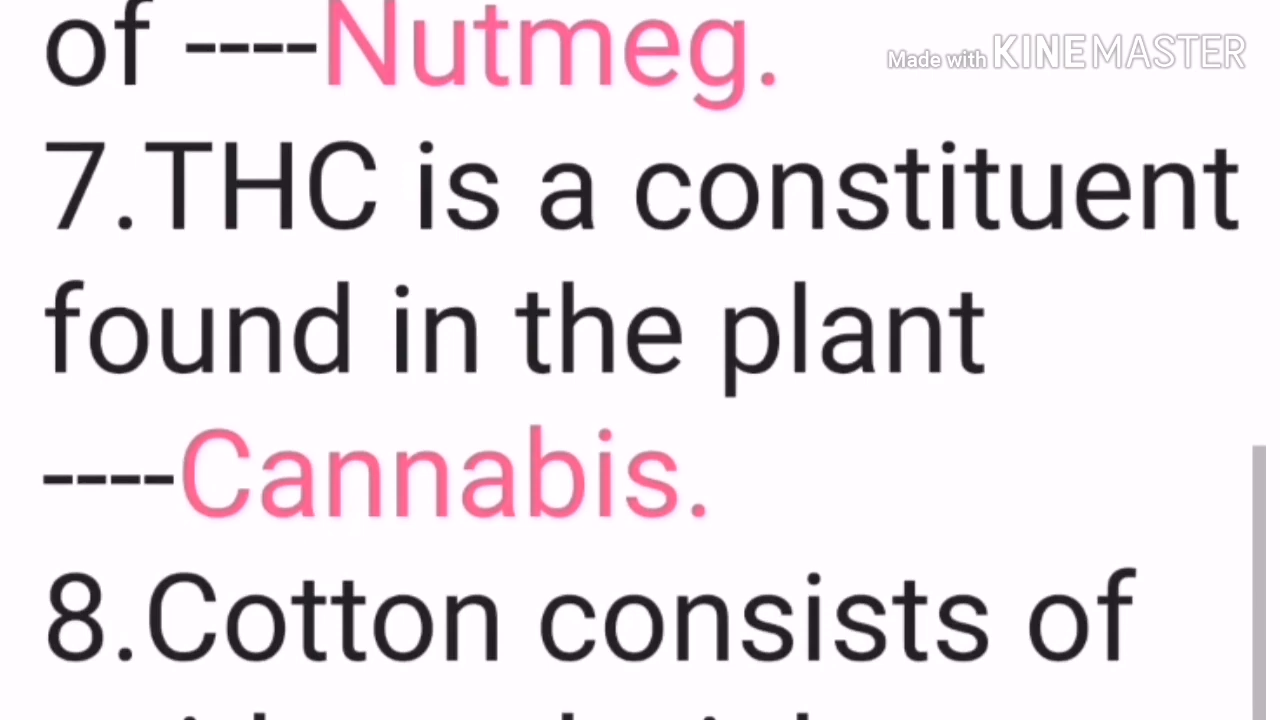 of ----Nutmeg.
Made with KINEMASTER
7.THC is a constituent
found in the plant
----Cannabis.
8.Cotton consists of